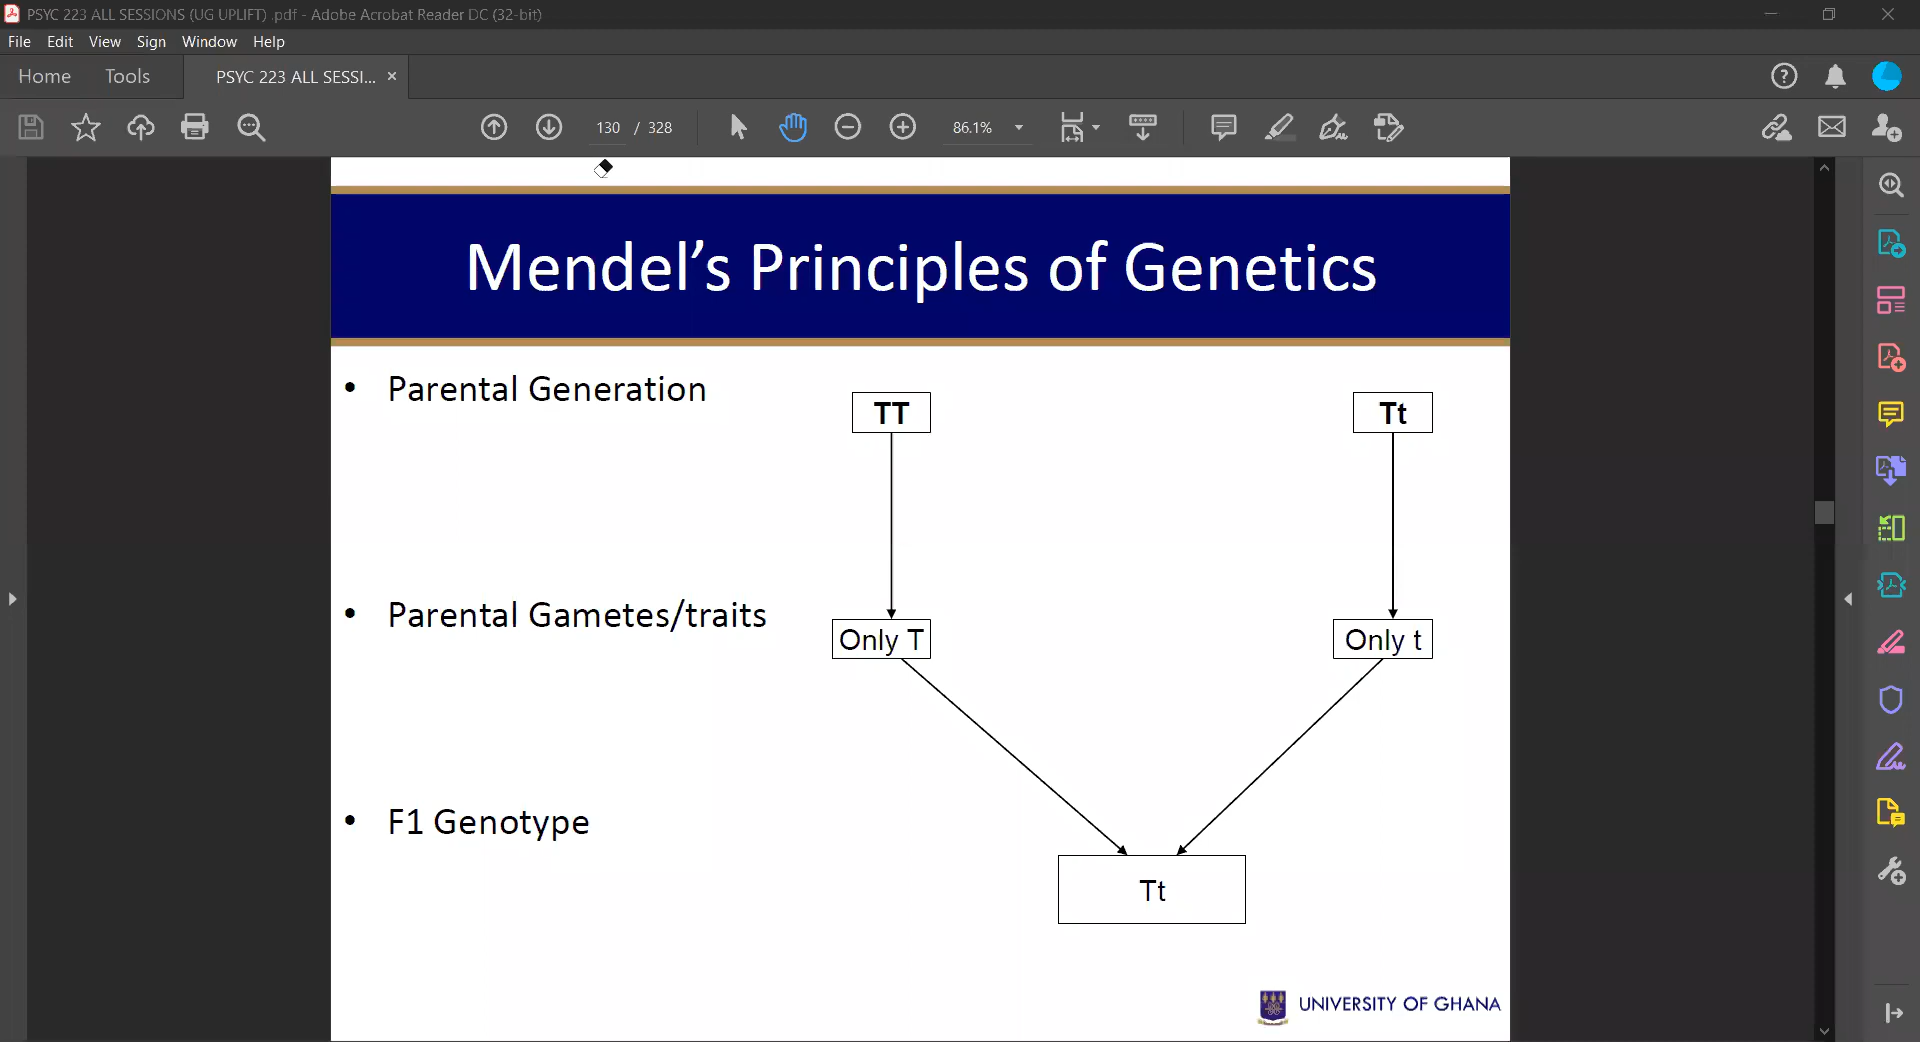 PSYC 223 ALL SESSIONS (UG UPLIFT) .pdf - Adobe Acrobat Reader DC (32-bit)
File Edit View Sign Window Help
Home Tools PSYC 223 ALL SESSI... ×
130 / 328 86.1%
Mendel’s Principles of Genetics
• Parental Generation
TT Tt
• Parental Gametes/traits
Only T Only t
• F1 Genotype
Tt
UNIVERSITY OF GHANA